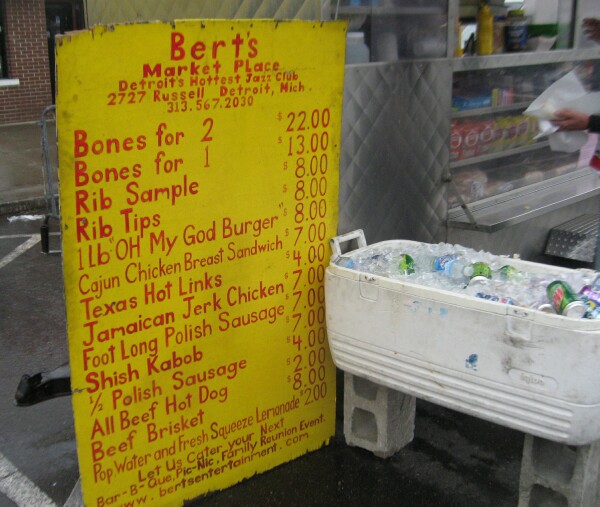 Bert's
Market Place
Detroit's Hottest Jazz Club
2727 Russell Detroit, Mich.
313.567.2030
Bones for 2 $22.00
Bones for 1 $13.00
Rib Sample $8.00
Rib Tips $8.00
1 Lb "OH My God Burger" $8.00
Cajun Chicken Breast Sandwich $7.00
Texas Hot Links $4.00
Jamaican Jerk Chicken $7.00
Foot Long Polish Sausage $7.00
Shish Kabob $7.00
½ Polish Sausage $4.00
All Beef Hot Dog $2.00
Beef Brisket $8.00
Pop Water and Fresh Squeeze Lemonade $2.00
Let Us Cater your Next
Bar-B-Que, Pic-Nic, Family Reunion Event.
www.bertsentertainment.com
Igloo